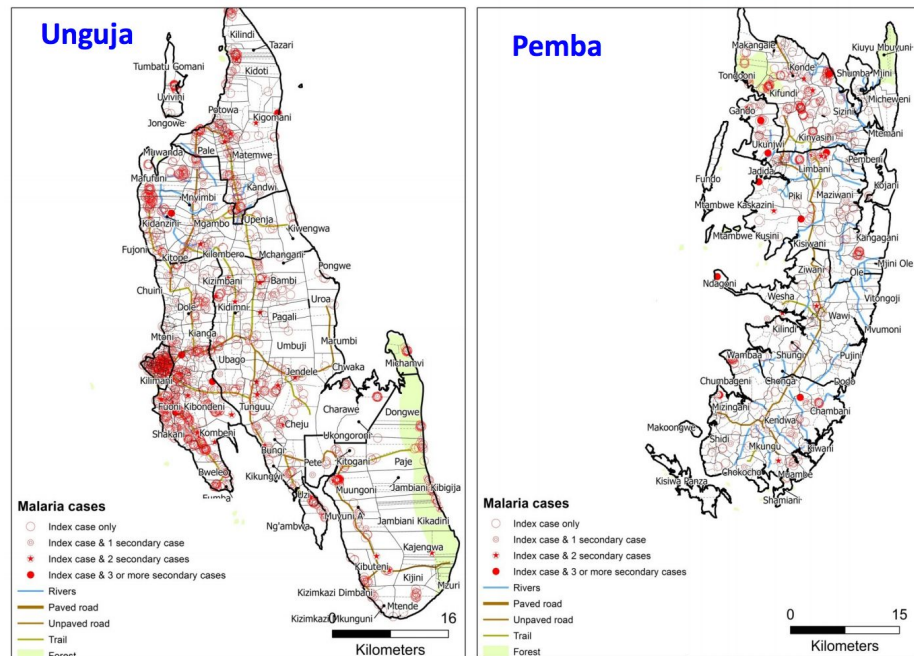 Unguja
Kilindi
Tazari
Tumbatu Gomani
Kidoti
Uvivini
Potowa
Kigomani
Jongowe
Muwanda
Pale
Matemwe
Mafufuni
Kandwi
Mnyimbi
Kidanzini
Mgambo
Upenja
Kiwengwa
Fujoni
Kitope
Kilombero
Mchangani
Pongwe
Chuini
Kizimbani
Bambi
Uroa
Dole
Kidimni
Pagali
Mtoni
Kianga
Umbuji
Marumbi
Ubago
Kilimani
Jendele
Chwaka
Michamvi
Fuoni Kibondeni
Tunguu
Charawe
Dongwe
Cheju
Shakani
Kombeni
Ukongoroni
Bungi
Bweleo
Kikungwi
Pete
Kitogani
Paje
Fumba
Uzi
Muungoni
Jambiani Kibigija
Ng'ambwa
Muyuni A
Jambiani Kikadini
Kajengwa
Kibuteni
Kijini
Mzuri
Kizimkazi Dimbani
Mtende
Kizimkazi Mkunguni
Malaria cases
Index case only
Index case & 1 secondary case
Index case & 2 secondary cases
Index case & 3 or more secondary cases
Rivers
Paved road
Unpaved road
Trail
Forest
0 16
Kilometers
Pemba
Makangale
Kiuyu Mbuyuni
Konde
Tondooni
Shumba Mjini
Kifundi
Micheweni
Gando
Sizini
Kinyasini
Mtemani
Ukunjwi
Limbani
Pembeni
Jadida
Fundo
Piki
Maziwani
Kojani
Mtambwe Kaskazini
Mtambwe Kusini
Kangagani
Kisiwani
Ziwani
Mjini Ole
Ole
Ndagoni
Wesha
Vitongoji
Wawi
Kilindi
Mvumoni
Shungi
Wambaa
Pujini
Chumbageni
Chonga
Dodo
Mizingani
Chambani
Kendwa
Makoongwe
Shidi
Kiwani
Mkungu
Chokocho
Muambe
Kisiwa Panza
Shamiani
Malaria cases
Index case only
Index case & 1 secondary case
Index case & 2 secondary cases
Index case & 3 or more secondary cases
Rivers
Paved road
Unpaved road
Trail
Forest
0 15
Kilometers